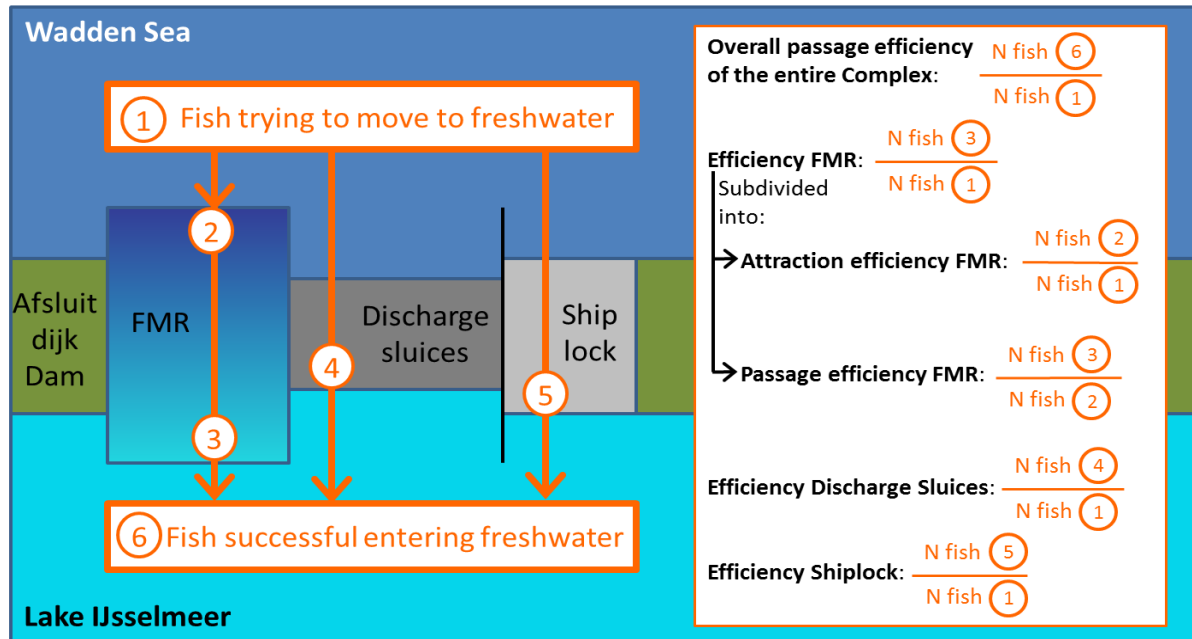 Wadden Sea
1 Fish trying to move to freshwater
2
Afsluit
dijk
Dam
FMR
Discharge
sluices
Ship
lock
4
5
3
6 Fish successful entering freshwater
Lake IJsselmeer
Overall passage efficiency
of the entire Complex:
N fish 6
N fish 1
Efficiency FMR:
N fish 3
N fish 1
Subdivided
into:
Attraction efficiency FMR:
N fish 2
N fish 1
Passage efficiency FMR:
N fish 3
N fish 2
Efficiency Discharge Sluices:
N fish 4
N fish 1
Efficiency Shiplock:
N fish 5
N fish 1